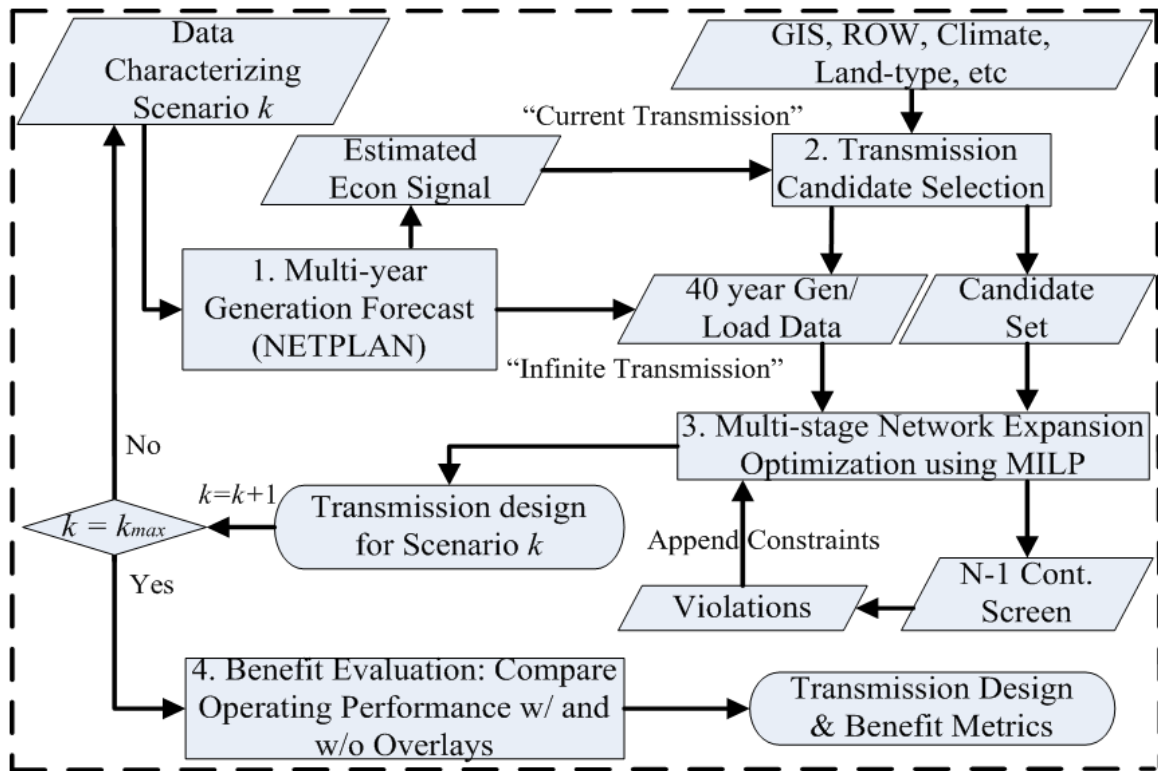 Data
Characterizing
Scenario k
GIS, ROW, Climate,
Land-type, etc
“Current Transmission”
Estimated
Econ Signal
2. Transmission
Candidate Selection
1. Multi-year
Generation Forecast
(NETPLAN)
40 year Gen/
Load Data
Candidate
Set
“Infinite Transmission”
3. Multi-stage Network Expansion
Optimization using MILP
No
k=k+1
k = kmax
Transmission design
for Scenario k
Append Constraints
Yes
Violations
N-1 Cont.
Screen
4. Benefit Evaluation: Compare
Operating Performance w/ and
w/o Overlays
Transmission Design
& Benefit Metrics